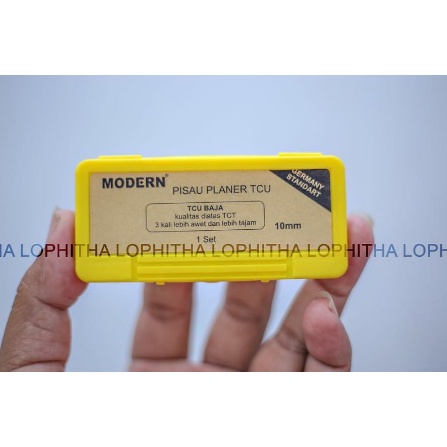 MODERN®
PISAU PLANER TCU
GERMANY
STANDART
TCU BAJA
kualitas diatas TCT
3 kali lebih awet dan lebih tajam
1 Set
10mm
HA LOPHITHA LOPHITHA LOPHITHA LOPHITHA LOPH